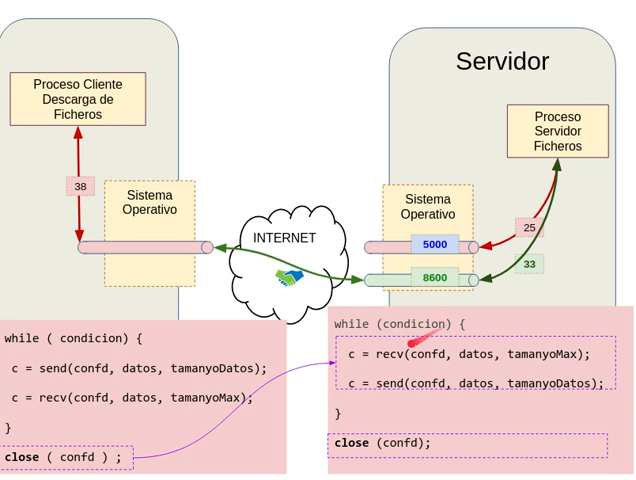 Servidor
Proceso Cliente
Descarga de
Ficheros
Proceso
Servidor
Ficheros
38
Sistema
Operativo
Sistema
Operativo
INTERNET
25
5000
33
8600
while ( condicion) {
c = send(confd, datos, tamanyoDatos);
c = recv(confd, datos, tamanyoMax);
}
close ( confd ) ;
while (condicion) {
c = recv(confd, datos, tamanyoMax);
c = send(confd, datos, tamanyoDatos);
}
close (confd);